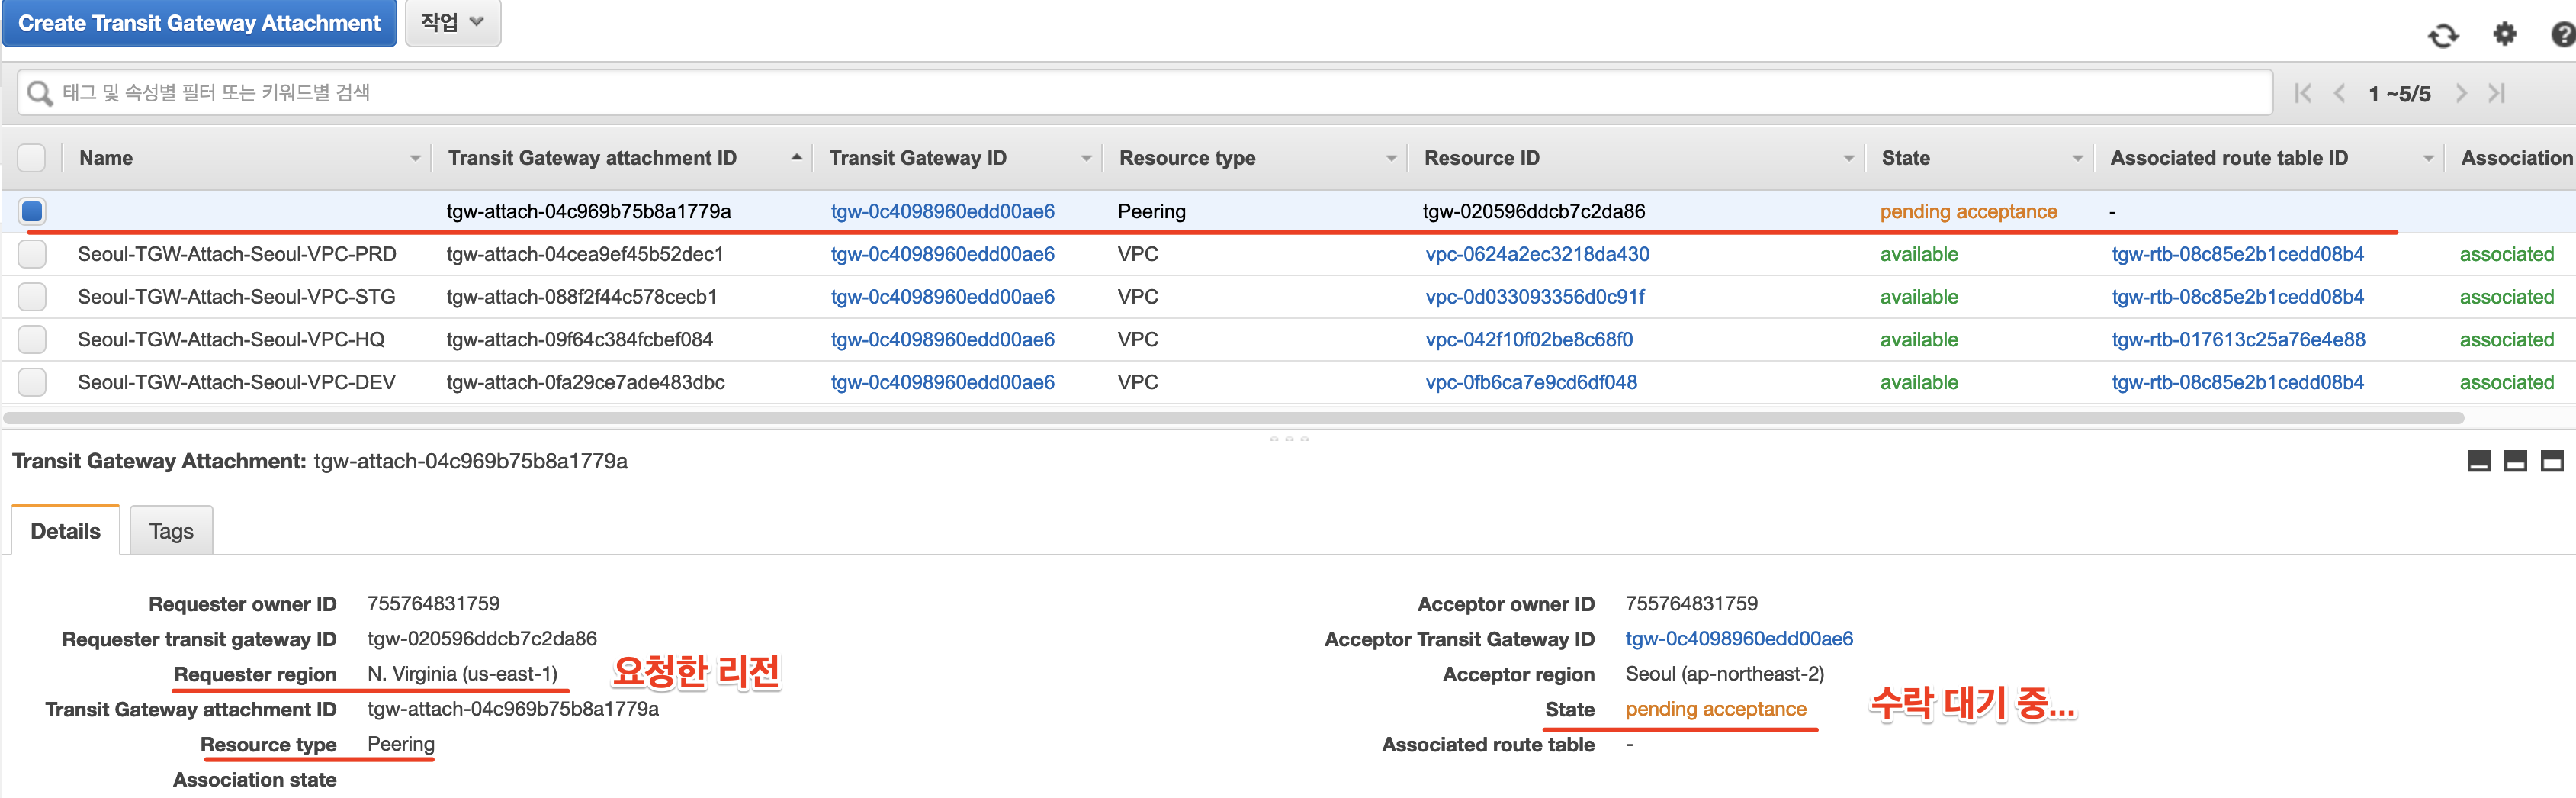 Create Transit Gateway Attachment 작업
태그 및 속성별 필터 또는 키워드별 검색 1 ~5/5
Name Transit Gateway attachment ID Transit Gateway ID Resource type Resource ID State Associated route table ID Association
tgw-attach-04c969b75b8a1779a tgw-0c4098960edd00ae6 Peering tgw-020596ddcb7c2da86 pending acceptance -
Seoul-TGW-Attach-Seoul-VPC-PRD tgw-attach-04cea9ef45b52dec1 tgw-0c4098960edd00ae6 VPC vpc-0624a2ec3218da430 available tgw-rtb-08c85e2b1cedd08b4 associated
Seoul-TGW-Attach-Seoul-VPC-STG tgw-attach-088f2f44c578cecb1 tgw-0c4098960edd00ae6 VPC vpc-0d033093356d0c91f available tgw-rtb-08c85e2b1cedd08b4 associated
Seoul-TGW-Attach-Seoul-VPC-HQ tgw-attach-09f64c384fcbef084 tgw-0c4098960edd00ae6 VPC vpc-042f10f02be8c68f0 available tgw-rtb-017613c25a76e4e88 associated
Seoul-TGW-Attach-Seoul-VPC-DEV tgw-attach-0fa29ce7ade483dbc tgw-0c4098960edd00ae6 VPC vpc-0fb6ca7e9cd6df048 available tgw-rtb-08c85e2b1cedd08b4 associated
Transit Gateway Attachment: tgw-attach-04c969b75b8a1779a
Details Tags
Requester owner ID 755764831759 Acceptor owner ID 755764831759
Requester transit gateway ID tgw-020596ddcb7c2da86 Acceptor Transit Gateway ID tgw-0c4098960edd00ae6
Requester region N. Virginia (us-east-1) 요청한 리전 Acceptor region Seoul (ap-northeast-2)
Transit Gateway attachment ID tgw-attach-04c969b75b8a1779a State pending acceptance 수락 대기 중...
Resource type Peering Associated route table -
Association state